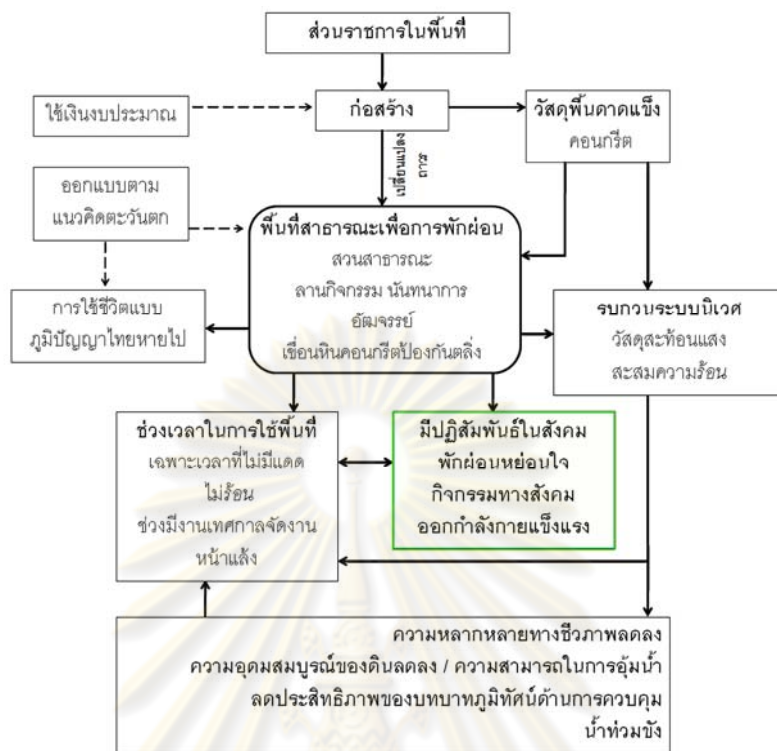 ส่วนราชการในพื้นที่
ใช้เงินงบประมาณ
ก่อสร้าง
วัสดุพื้นดาดแข็ง
คอนกรีต
เปลี่ยนแปลง
ถาวร
ออกแบบตาม
แนวคิดตะวันตก
พื้นที่สาธารณะเพื่อการพักผ่อน
สวนสาธารณะ
ลานกิจกรรม นันทนาการ
อัฒจรรย์
เขื่อนหินคอนกรีตป้องกันตลิ่ง
การใช้ชีวิตแบบ
ภูมิปัญญาไทยหายไป
รบกวนระบบนิเวศ
วัสดุสะท้อนแสง
สะสมความร้อน
ช่วงเวลาในการใช้พื้นที่
เฉพาะเวลาที่ไม่มีแดด
ไม่ร้อน
ช่วงมีงานเทศกาลจัดงาน
หน้าแล้ง
มีปฏิสัมพันธ์ในสังคม
พักผ่อนหย่อนใจ
กิจกรรมทางสังคม
ออกกำลังกายแข็งแรง
ความหลากหลายทางชีวภาพลดลง
ความอุดมสมบูรณ์ของดินลดลง / ความสามารถในการอุ้มน้ำ
ลดประสิทธิภาพของบทบาทภูมิทัศน์ด้านการควบคุม
น้ำท่วมขัง